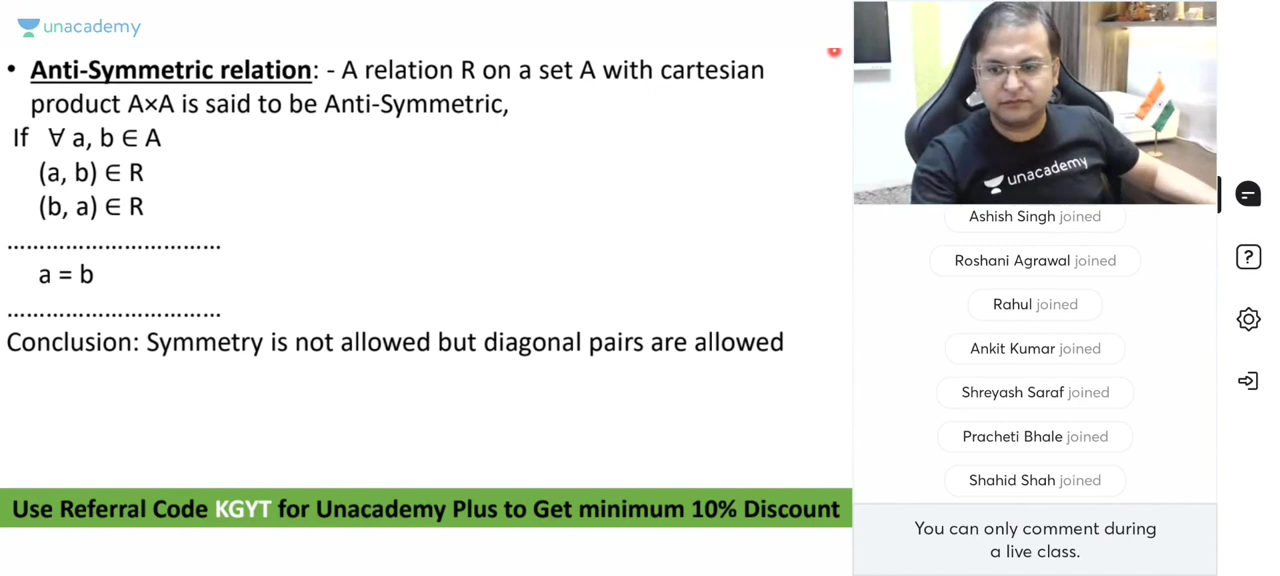 unacademy
• Anti-Symmetric relation: - A relation R on a set A with cartesian
product A×A is said to be Anti-Symmetric,
If ∀ a, b ∈ A
(a, b) ∈ R
(b, a) ∈ R
.................................
a = b
.................................
Conclusion: Symmetry is not allowed but diagonal pairs are allowed
Use Referral Code KGYT for Unacademy Plus to Get minimum 10% Discount
unacademy
Ashish Singh joined
Roshani Agrawal joined
Rahul joined
Ankit Kumar joined
Shreyash Saraf joined
Pracheti Bhale joined
Shahid Shah joined
You can only comment during
a live class.
?